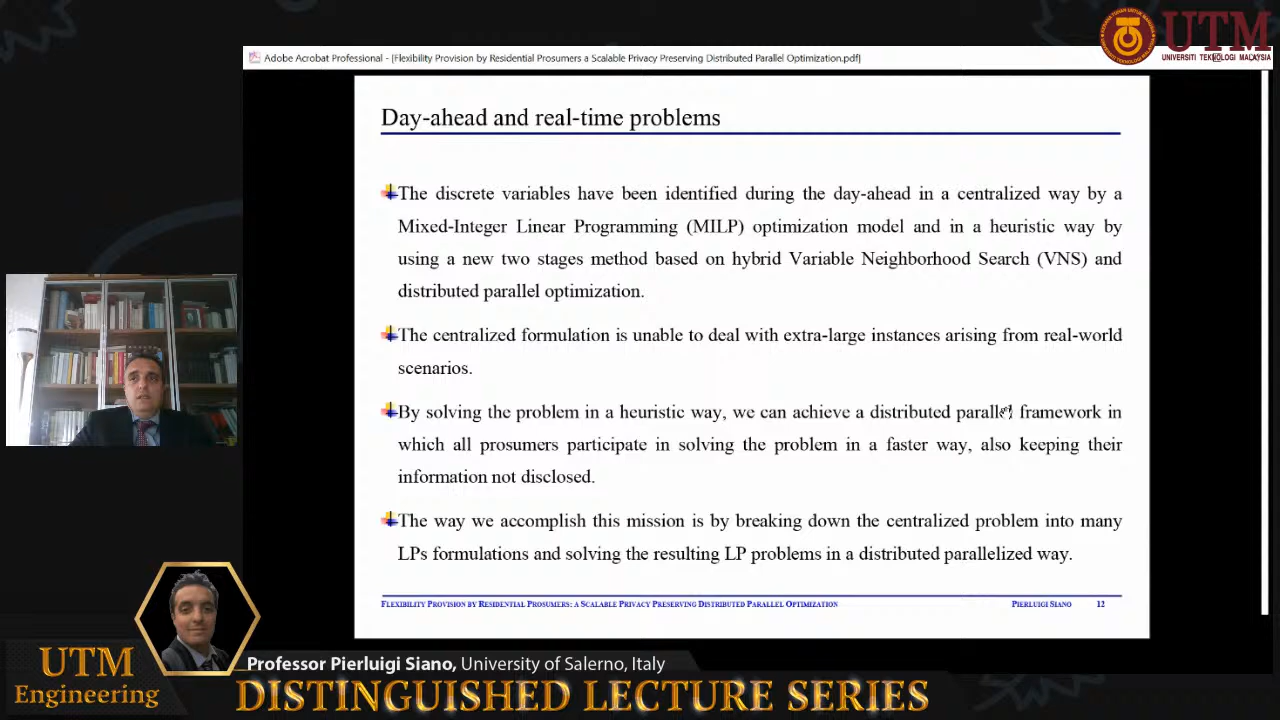 UTM
UNIVERSITI TEKNOLOGI MALAYSIA
Adobe Acrobat Professional - [Flexibility Provision by Residential Prosumers a Scalable Privacy Preserving Distributed Parallel Optimization.pdf]
Day-ahead and real-time problems
The discrete variables have been identified during the day-ahead in a centralized way by a
Mixed-Integer Linear Programming (MILP) optimization model and in a heuristic way by
using a new two stages method based on hybrid Variable Neighborhood Search (VNS) and
distributed parallel optimization.
The centralized formulation is unable to deal with extra-large instances arising from real-world
scenarios.
By solving the problem in a heuristic way, we can achieve a distributed parallel framework in
which all prosumers participate in solving the problem in a faster way, also keeping their
information not disclosed.
The way we accomplish this mission is by breaking down the centralized problem into many
LPs formulations and solving the resulting LP problems in a distributed parallelized way.
FLEXIBILITY PROVISION BY RESIDENTIAL PROSUMERS: A SCALABLE PRIVACY PRESERVING DISTRIBUTED PARALLEL OPTIMIZATION PIERLUIGI SIANO 12
Professor Pierluigi Siano, University of Salerno, Italy
UTM
Engineering
DISTINGUISHED LECTURE SERIES